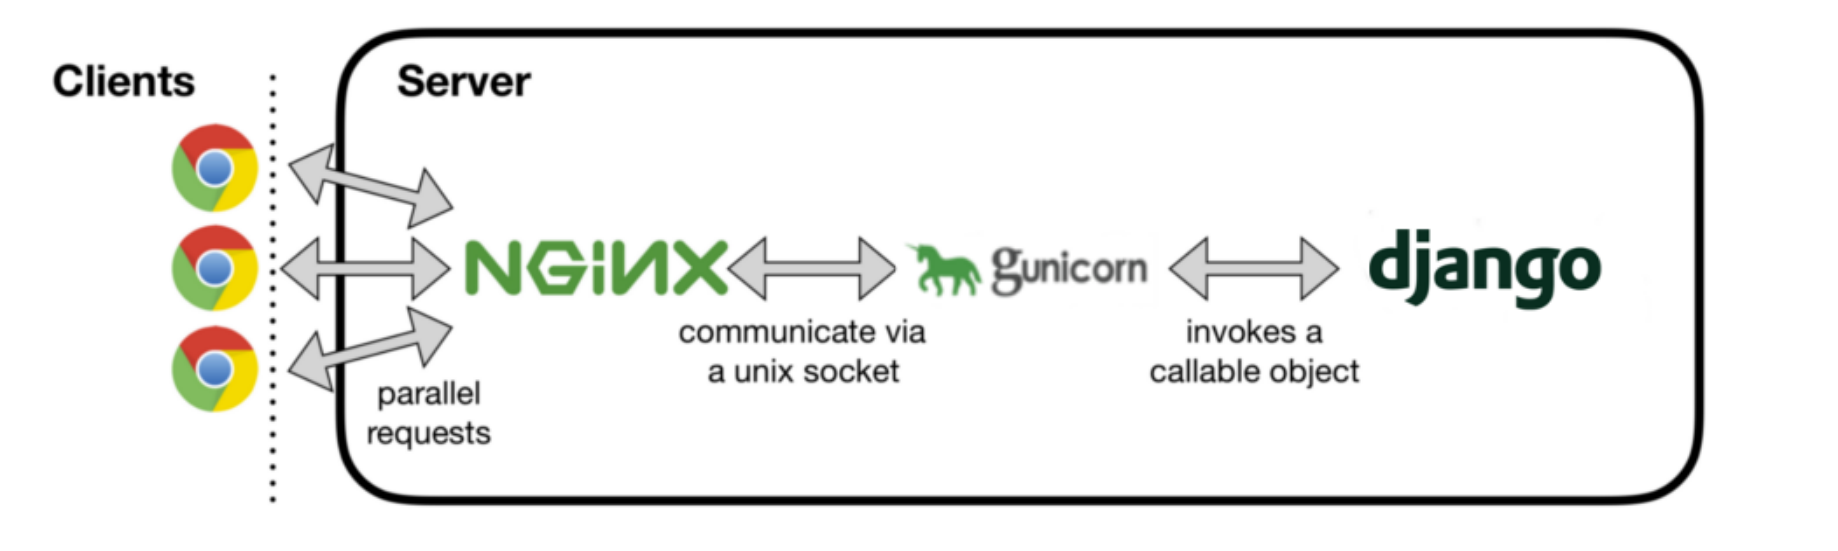 Clients
Server
NGiNX
gunicorn
django
communicate via
a unix socket
invokes a
callable object
parallel
requests